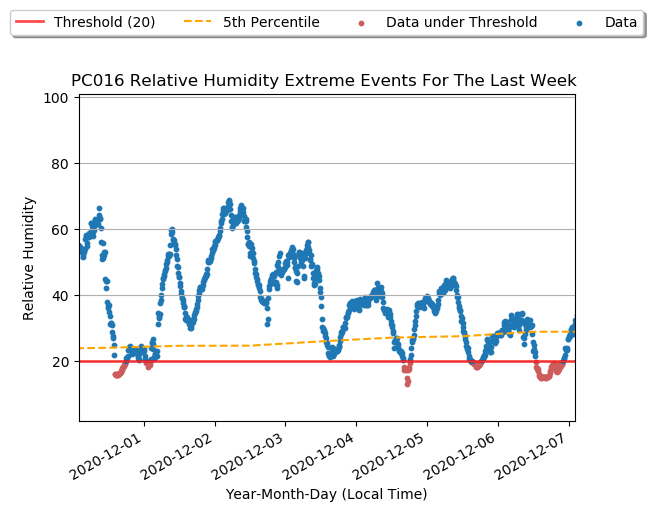 Threshold (20)
5th Percentile
Data under Threshold
Data
PC016 Relative Humidity Extreme Events For The Last Week
100
80
60
40
20
Relative Humidity
2020-12-01
2020-12-02
2020-12-03
2020-12-04
2020-12-05
2020-12-06
2020-12-07
Year-Month-Day (Local Time)